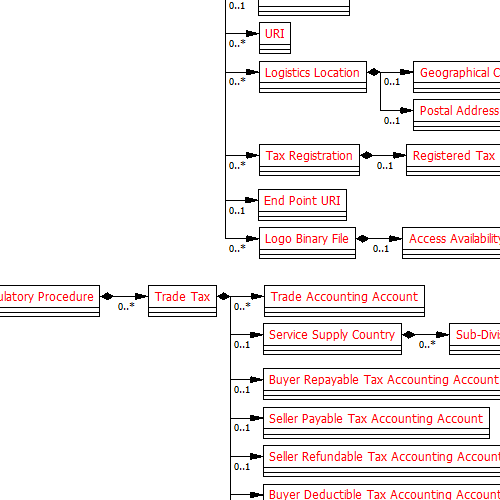 0..1
URI
0..*
Logistics Location
Geographical C
0..*
0..1
Postal Address
0..1
Tax Registration
Registered Tax
0..*
0..1
End Point URI
0..1
Logo Binary File
Access Availability
0..*
0..1
ulatory Procedure
Trade Tax
Trade Accounting Account
0..*
0..*
Service Supply Country
Sub-Divi
0..1
0..*
Buyer Repayable Tax Accounting Account
0..1
Seller Payable Tax Accounting Account
0..1
Seller Refundable Tax Accounting Account
0..1
Buyer Deductible Tax Accounting Account